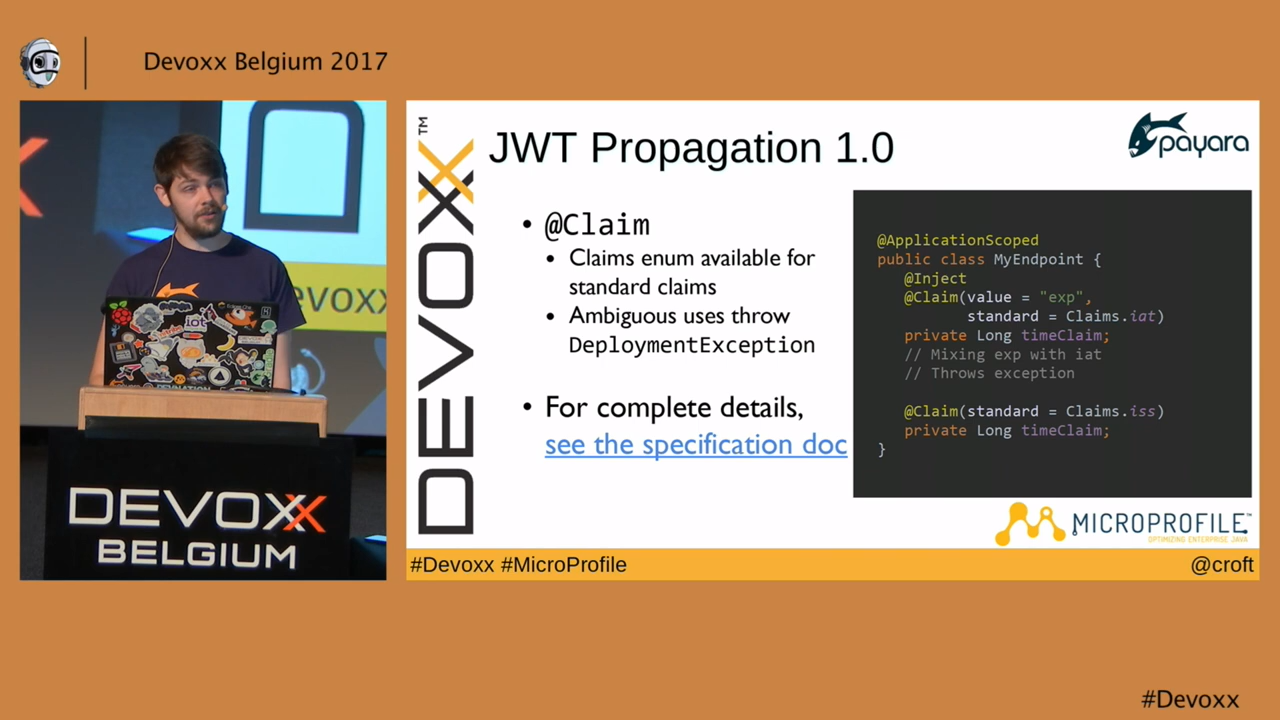 Devoxx Belgium 2017
DEVOXX
BELGIUM
DEVOXX™
JWT Propagation 1.0
payara
• @Claim
• Claims enum available for
standard claims
• Ambiguous uses throw
DeploymentException
• For complete details,
see the specification doc
@ApplicationScoped
public class MyEndpoint {
@Inject
@Claim(value = "exp",
standard = Claims.iat)
private Long timeClaim;
// Mixing exp with iat
// Throws exception
@Claim(standard = Claims.iss)
private Long timeClaim;
}
MICROPROFILE™
OPTIMIZING ENTERPRISE JAVA
#Devoxx #MicroProfile
@croft
#Devoxx